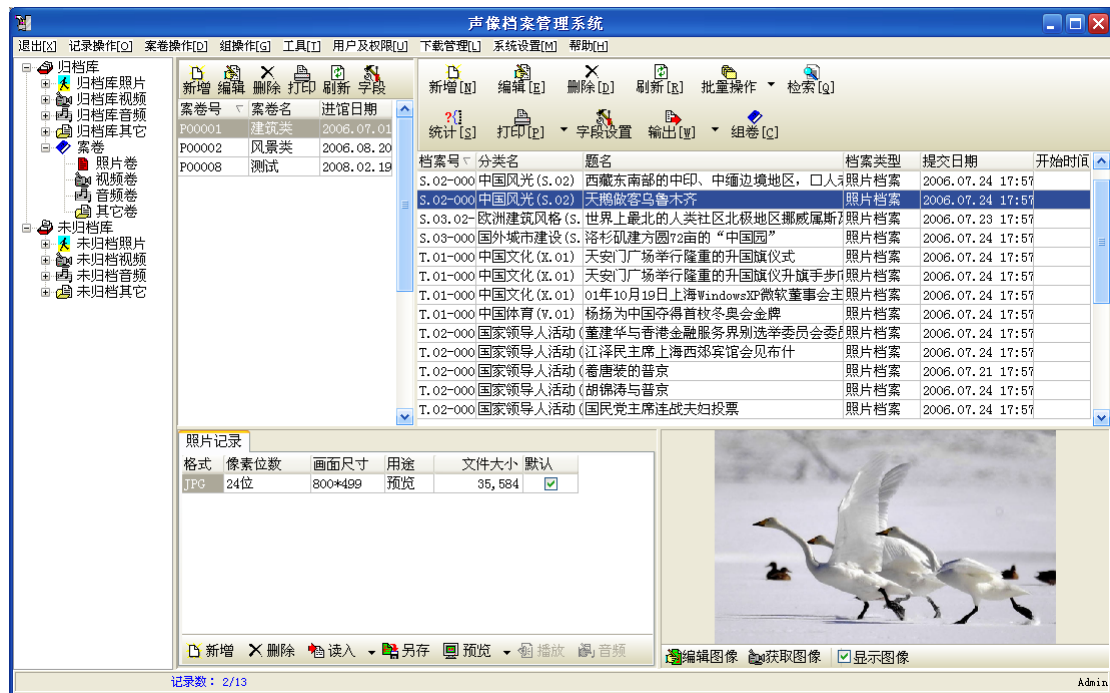 声像档案管理系统
退出[X] 记录操作[O] 案卷操作[D] 组操作[G] 工具[T] 用户及权限[U] 下载管理[L] 系统设置[M] 帮助[H]
归档库
归档库照片
归档库视频
归档库音频
归档库其它
案卷
照片卷
视频卷
音频卷
其它卷
未归档库
未归档照片
未归档视频
未归档音频
未归档其它
新增 编辑 删除 打印 刷新 字段
案卷号 案卷名 进馆日期
P00001 建筑类 2006.07.01
P00002 风景类 2006.08.20
P00008 测试 2008.02.19
新增[N] 编辑[E] 删除[D] 刷新[R] 批量操作 检索[Q]
统计[S] 打印[P] 字段设置 输出[W] 组卷[C]
档案号 分类名 题名 档案类型 提交日期 开始时间
S.02-000 中国风光(S.02) 西藏东南部的中印、中缅边境地区，口人 照片档案 2006.07.24 17:57
S.02-000 中国风光(S.02) 天鹅做客乌鲁木齐 照片档案 2006.07.24 17:57
S.03.02- 欧洲建筑风格(S. 世界上最北的人类社区北极地区挪威属斯 照片档案 2006.07.23 17:57
S.03-000 国外城市建设(S. 洛杉矶建方圆72亩的“中国园” 照片档案 2006.07.24 17:57
T.01-000 中国文化(X.01) 天安门广场举行隆重的升国旗仪式 照片档案 2006.07.24 17:57
T.01-000 中国文化(X.01) 天安门广场举行隆重的升国旗仪升旗手步 照片档案 2006.07.24 17:57
T.01-000 中国文化(X.01) 01年10月19日上海WindowsXP微软董事会主 照片档案 2006.07.24 17:57
T.01-000 中国体育(V.01) 杨扬为中国夺得首枚冬奥会金牌 照片档案 2006.07.24 17:57
T.02-000 国家领导人活动( 董建华与香港金融服务界别选举委员会委 照片档案 2006.07.24 17:57
T.02-000 国家领导人活动( 江泽民主席上海西郊宾馆会见布什 照片档案 2006.07.24 17:57
T.02-000 国家领导人活动( 着唐装的普京 照片档案 2006.07.21 17:57
T.02-000 国家领导人活动( 胡锦涛与普京 照片档案 2006.07.24 17:57
T.02-000 国家领导人活动( 国民党主席连战夫妇投票 照片档案 2006.07.24 17:57
照片记录
格式 像素位数 画面尺寸 用途 文件大小 默认
JPG 24位 800*499 预览 35,584
新增 删除 读入 另存 预览 播放 音频
编辑图像 获取图像 显示图像
记录数: 2/13 Admin